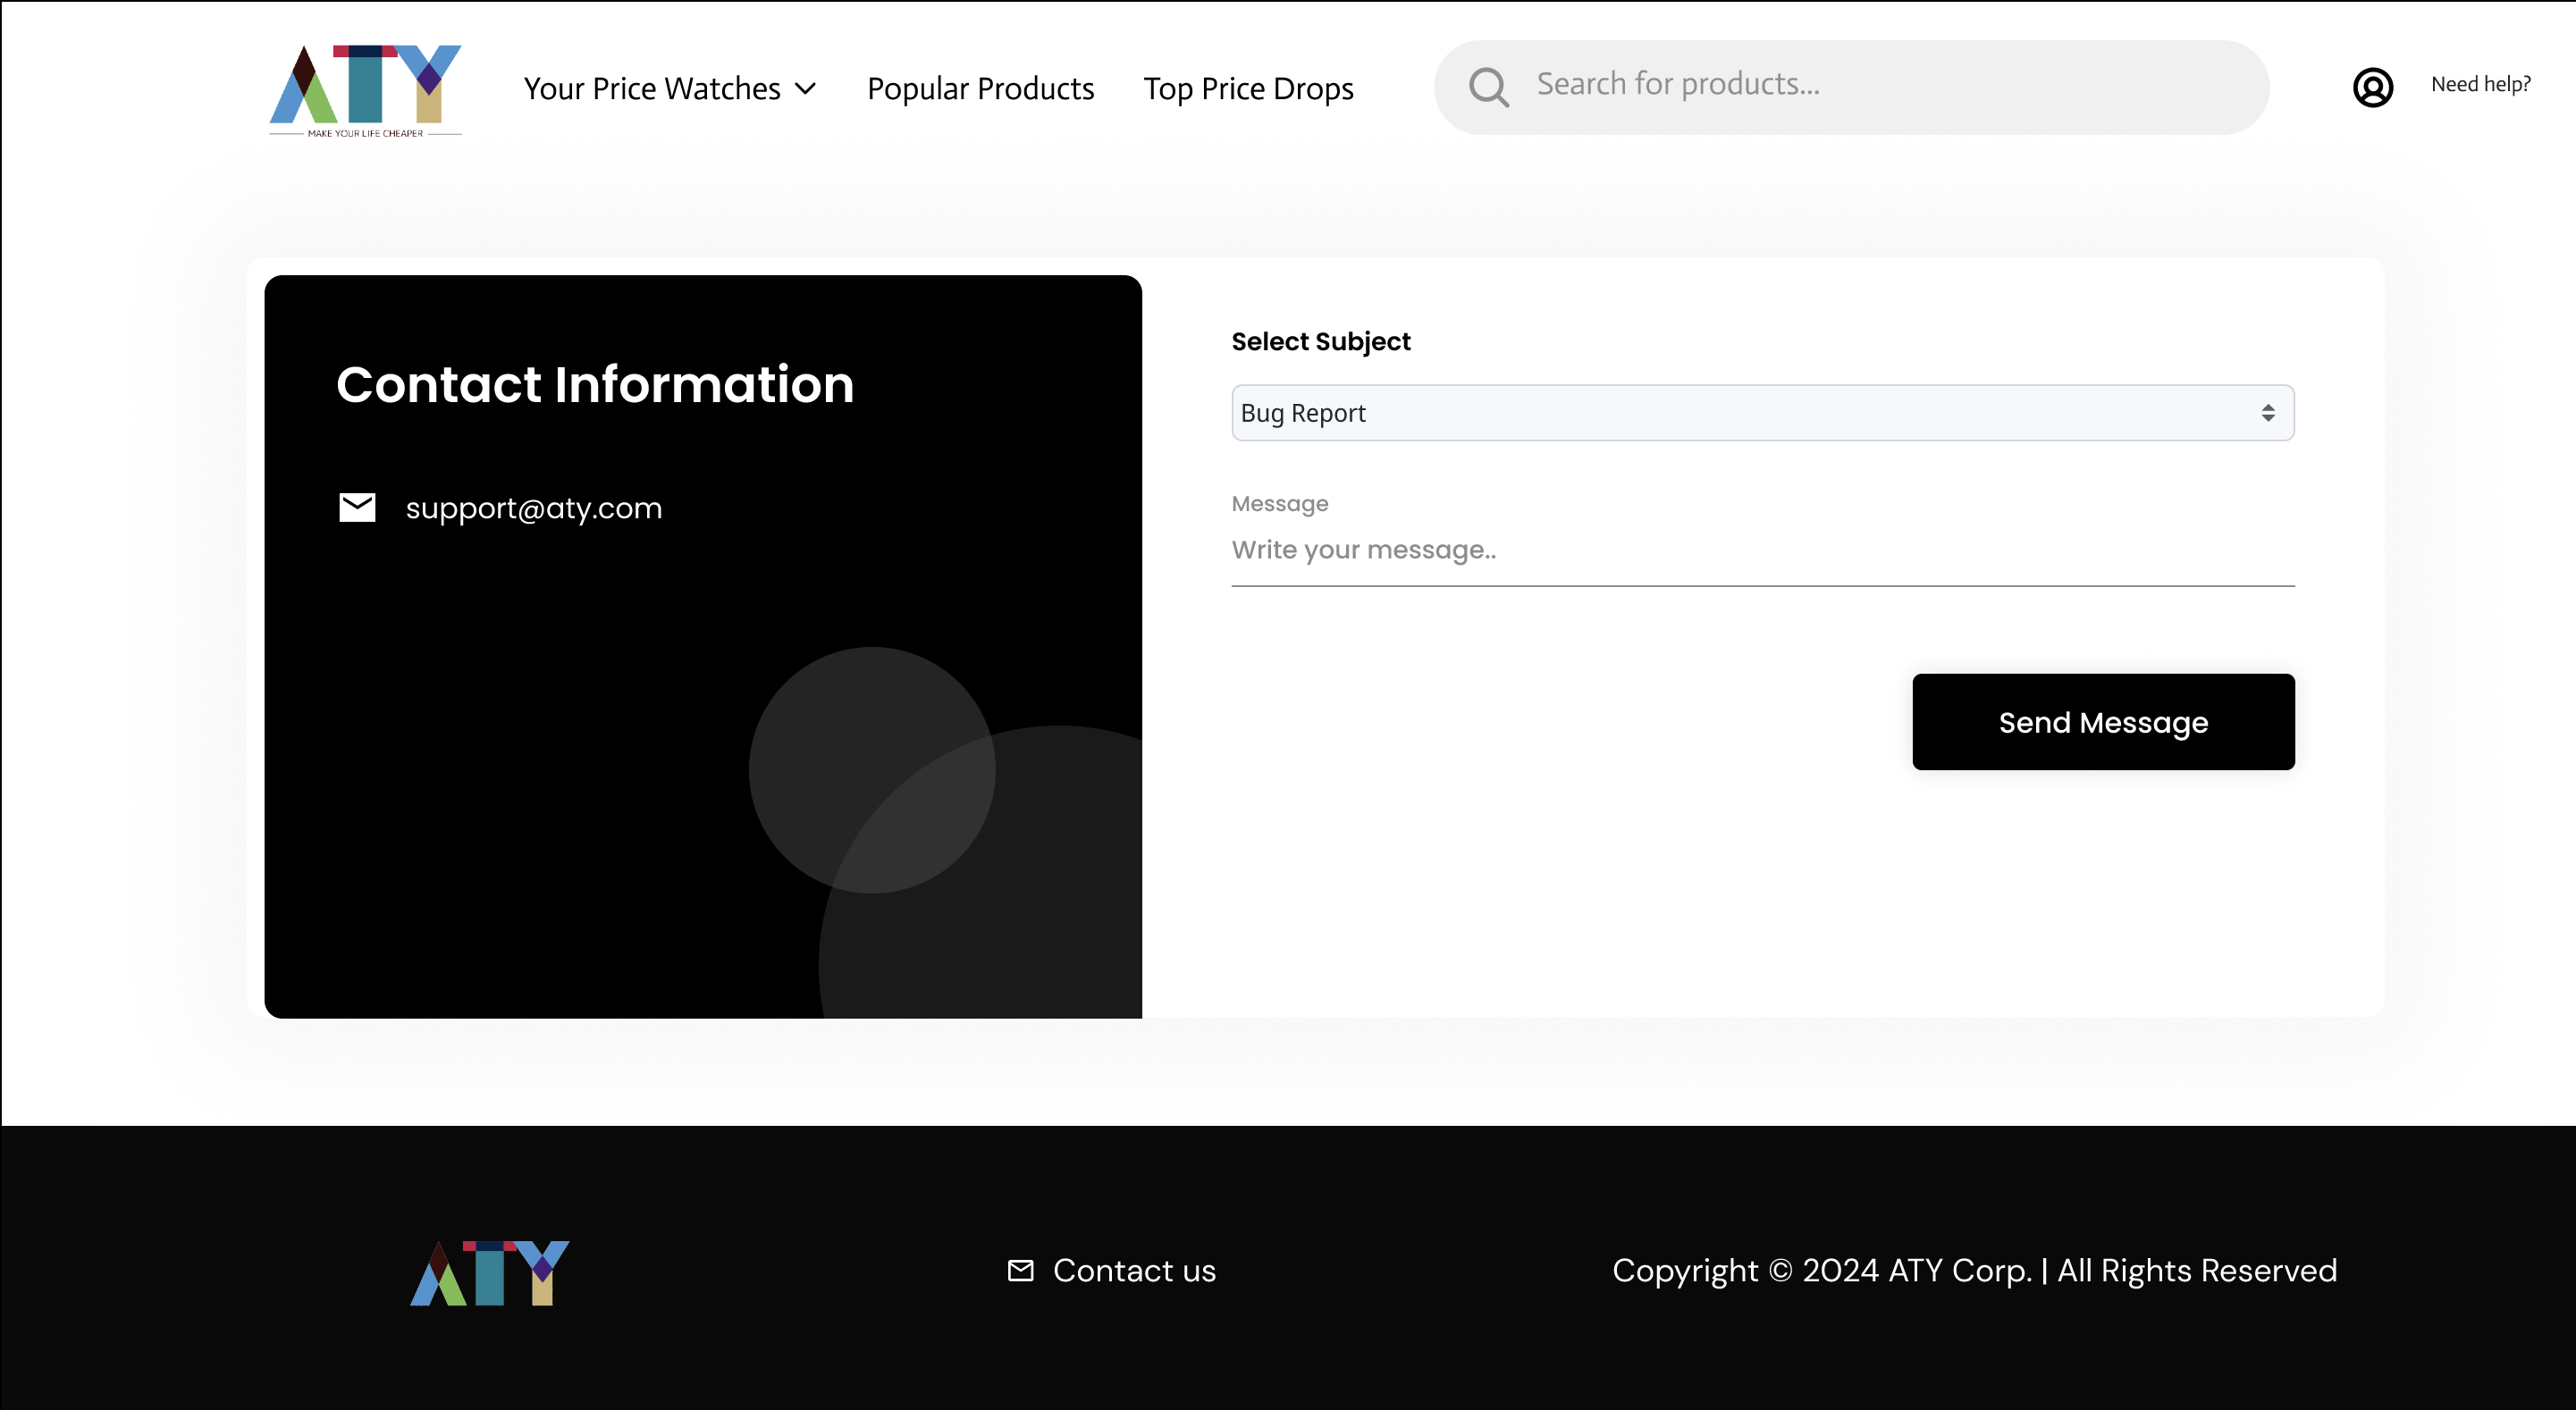 ATY
MAKE YOUR LIFE CHEAPER
Your Price Watches
Popular Products
Top Price Drops
Search for products...
Need help?
Contact Information
support@aty.com
Select Subject
Bug Report
Message
Write your message..
Send Message
ATY
Contact us
Copyright © 2024 ATY Corp. | All Rights Reserved